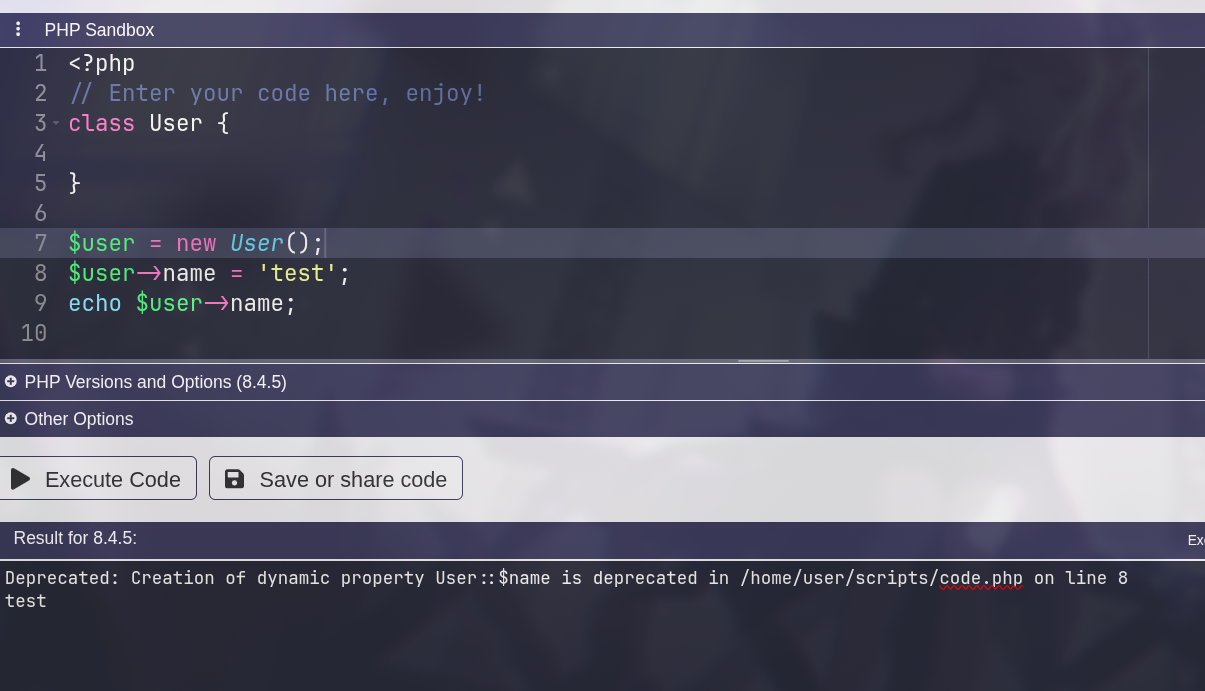 PHP Sandbox
1 <?php
2 // Enter your code here, enjoy!
3 class User {
4
5 }
6
7 $user = new User();
8 $user->name = 'test';
9 echo $user->name;
10
PHP Versions and Options (8.4.5)
Other Options
Execute Code Save or share code
Result for 8.4.5:
Deprecated: Creation of dynamic property User::$name is deprecated in /home/user/scripts/code.php on line 8
test